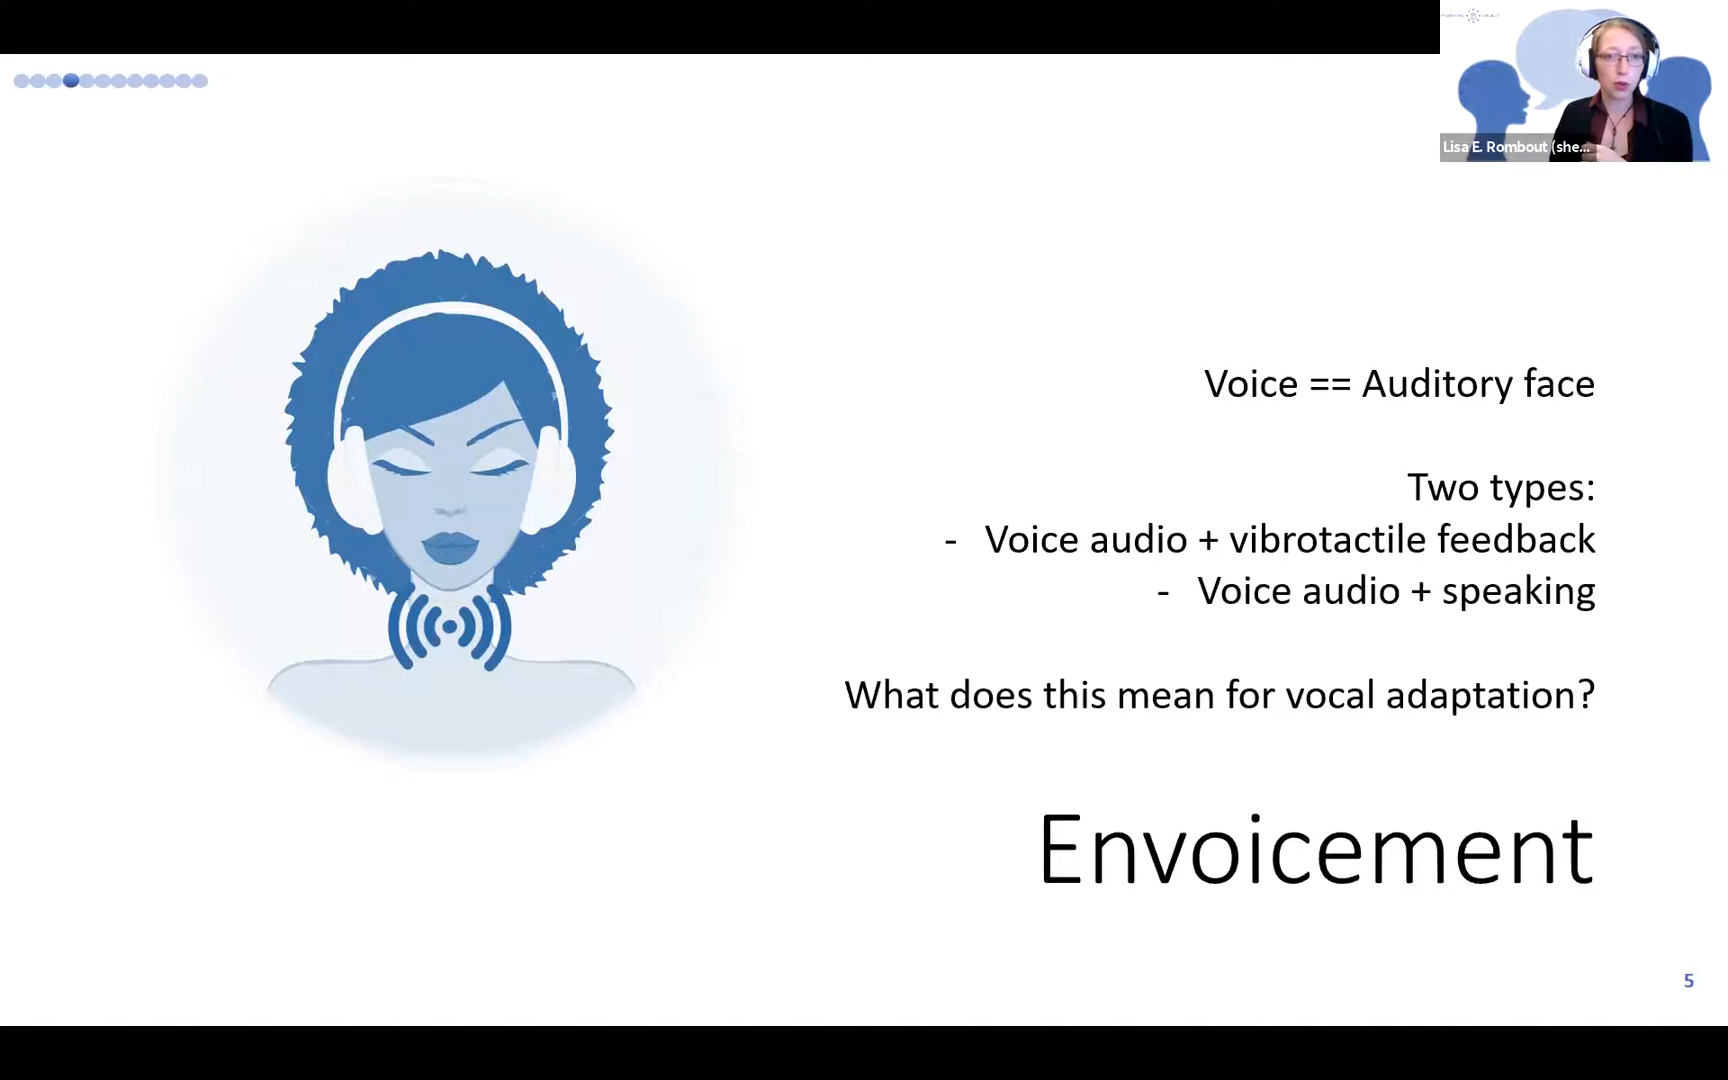 Lisa E. Rombout (she...
Voice == Auditory face
Two types:
- Voice audio + vibrotactile feedback
- Voice audio + speaking
What does this mean for vocal adaptation?
Envoicement
5